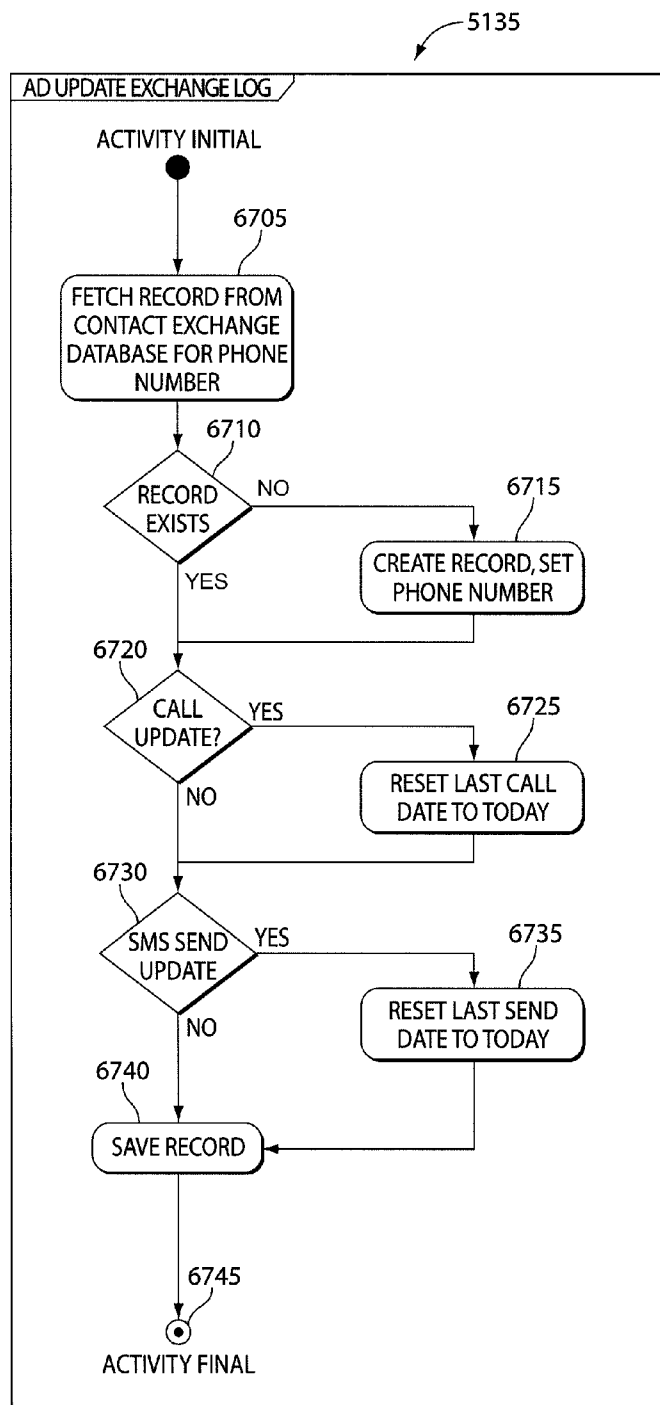 5135
AD UPDATE EXCHANGE LOG
ACTIVITY INITIAL
6705
FETCH RECORD FROM
CONTACT EXCHANGE
DATABASE FOR PHONE
NUMBER
6710
RECORD
EXISTS
NO
YES
6715
CREATE RECORD, SET
PHONE NUMBER
6720
CALL
UPDATE?
YES
NO
6725
RESET LAST CALL
DATE TO TODAY
6730
SMS SEND
UPDATE
YES
NO
6735
RESET LAST SEND
DATE TO TODAY
6740
SAVE RECORD
6745
ACTIVITY FINAL